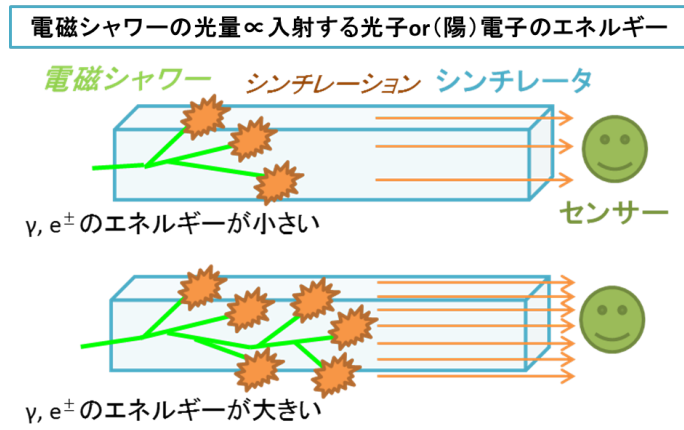 電磁シャワーの光量∝入射する光子or(陽)電子のエネルギー
電磁シャワー シンチレーション シンチレータ
センサー
γ, e±のエネルギーが小さい
γ, e±のエネルギーが大きい